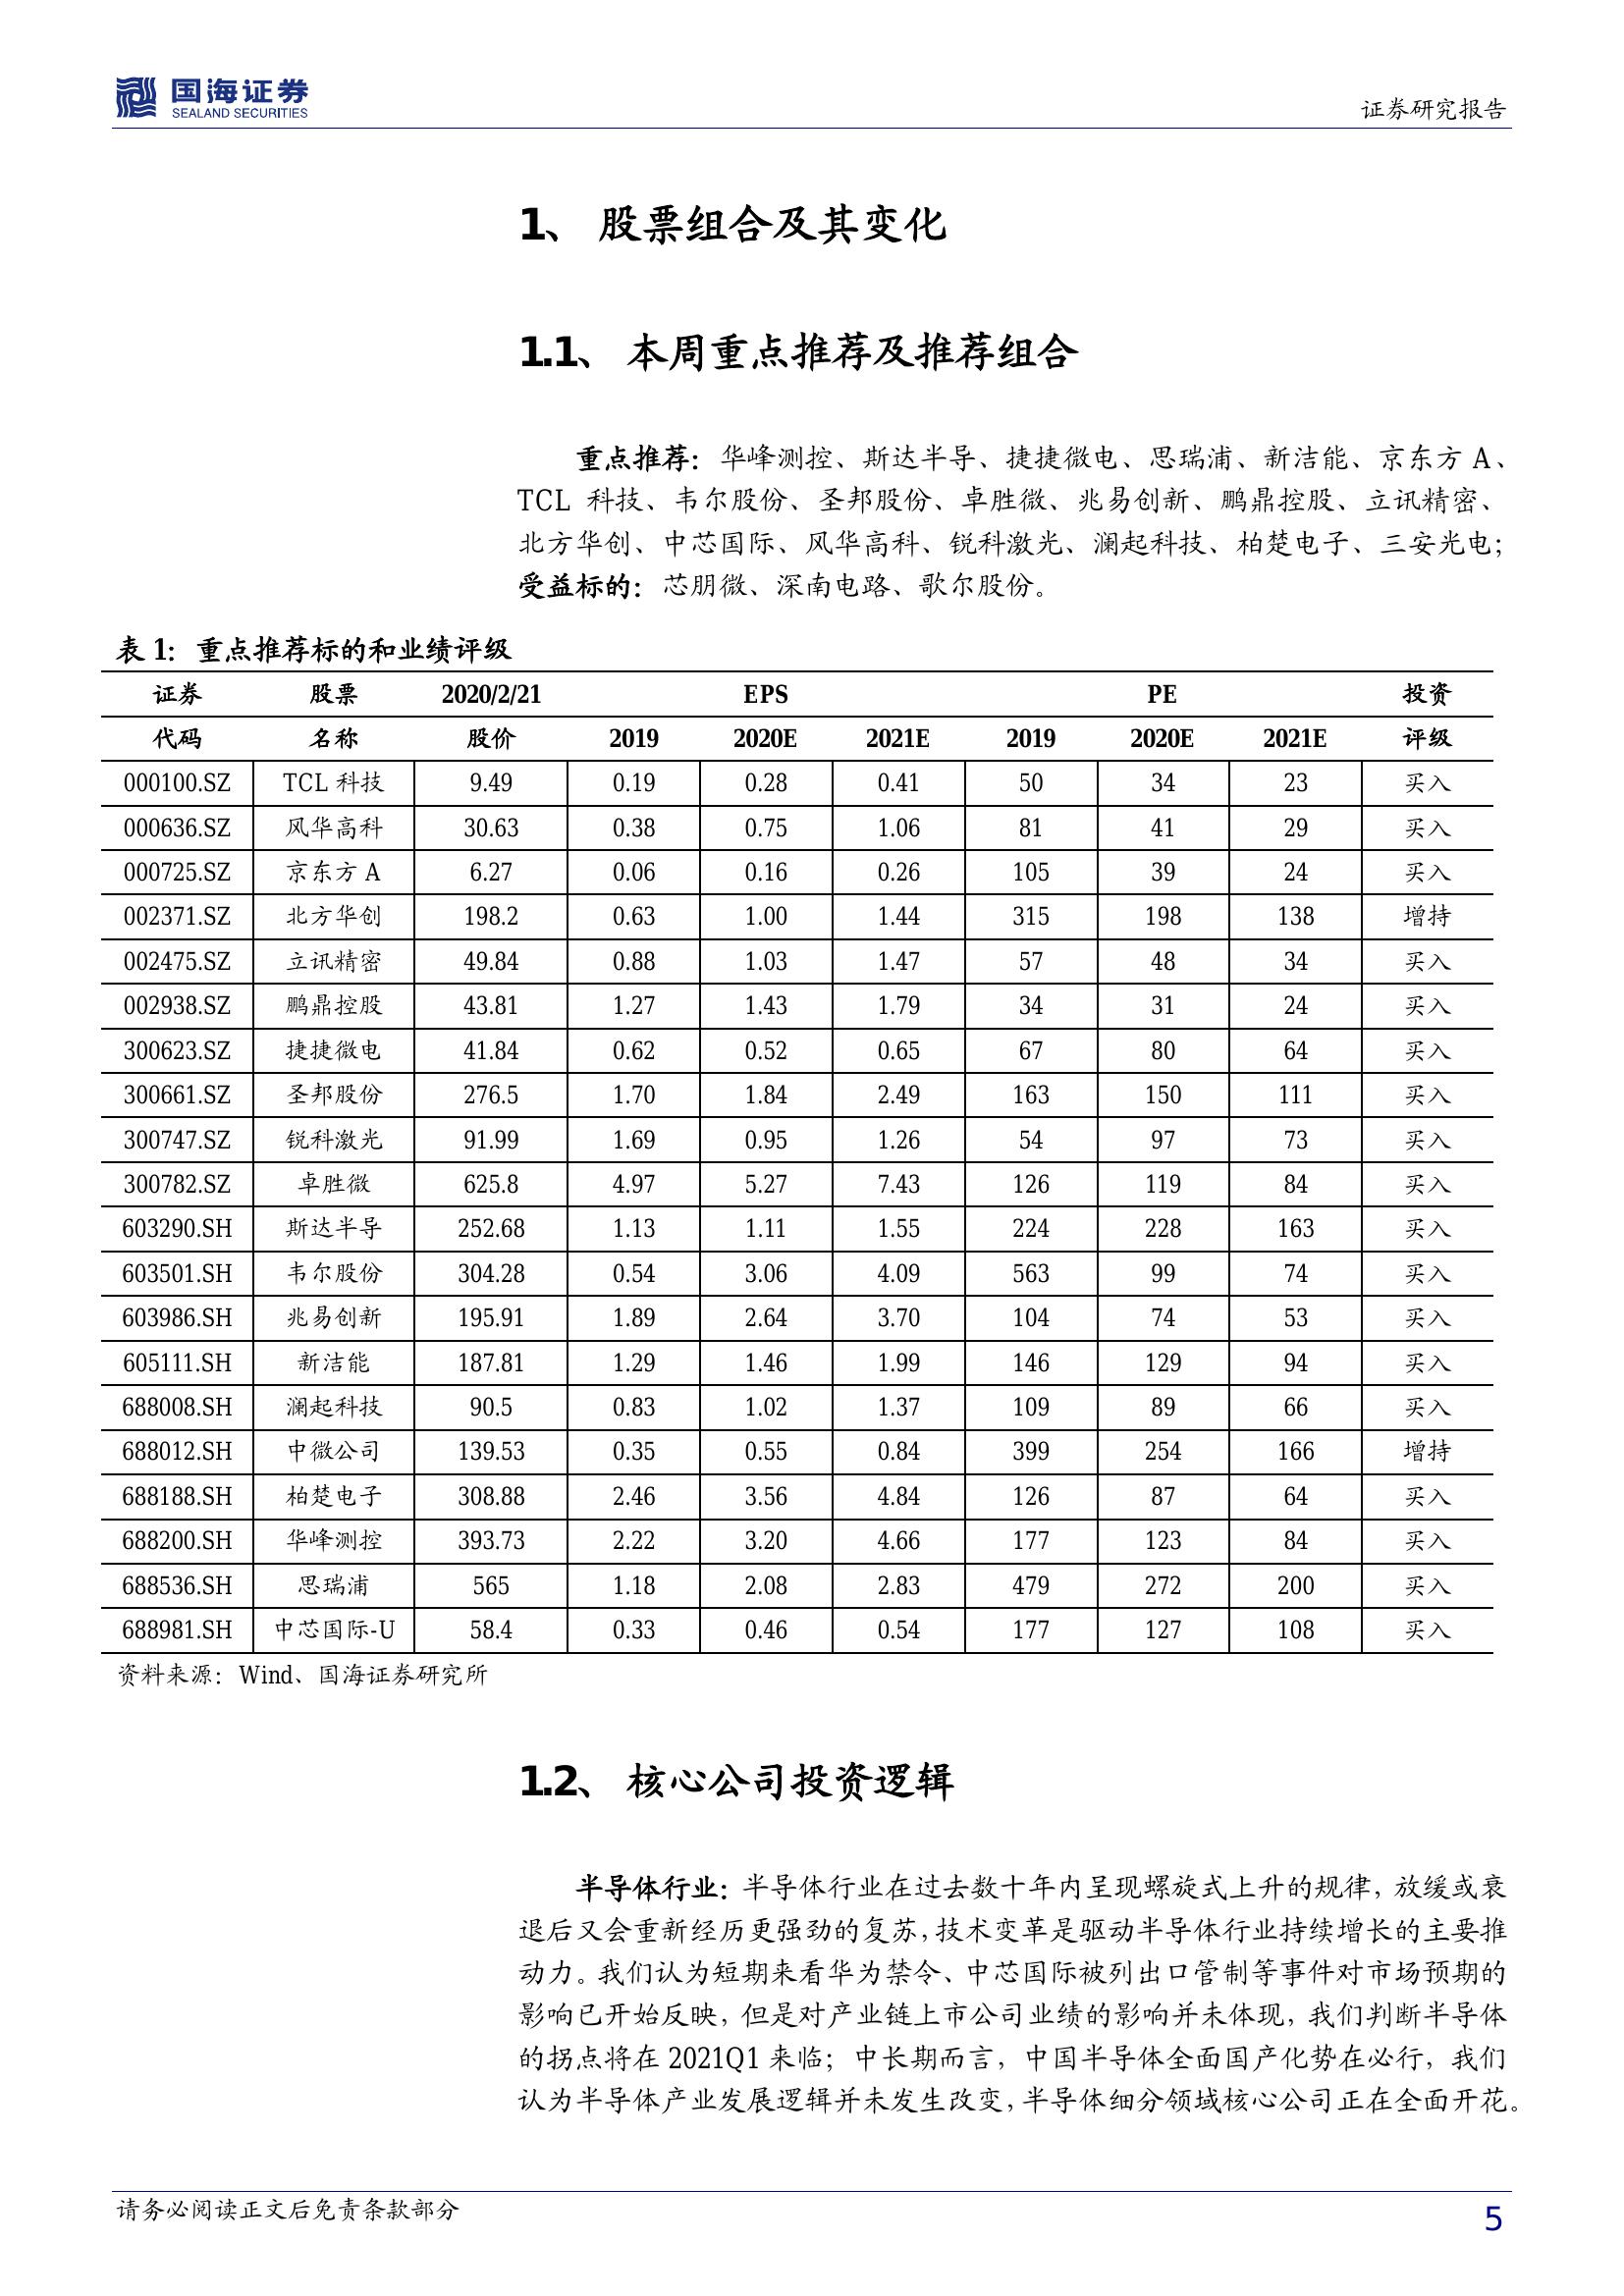 国海证券
SEALAND SECURITIES
证券研究报告
1、 股票组合及其变化
1.1、 本周重点推荐及推荐组合
重点推荐：华峰测控、斯达半导、捷捷微电、思瑞浦、新洁能、京东方 A、
TCL 科技、韦尔股份、圣邦股份、卓胜微、兆易创新、鹏鼎控股、立讯精密、
北方华创、中芯国际、风华高科、锐科激光、澜起科技、柏楚电子、三安光电；
受益标的：芯朋微、深南电路、歌尔股份。
表 1：重点推荐标的和业绩评级
证券 股票 2020/2/21 EPS PE 投资
代码 名称 股价 2019 2020E 2021E 2019 2020E 2021E 评级
000100.SZ TCL 科技 9.49 0.19 0.28 0.41 50 34 23 买入
000636.SZ 风华高科 30.63 0.38 0.75 1.06 81 41 29 买入
000725.SZ 京东方 A 6.27 0.06 0.16 0.26 105 39 24 买入
002371.SZ 北方华创 198.2 0.63 1.00 1.44 315 198 138 增持
002475.SZ 立讯精密 49.84 0.88 1.03 1.47 57 48 34 买入
002938.SZ 鹏鼎控股 43.81 1.27 1.43 1.79 34 31 24 买入
300623.SZ 捷捷微电 41.84 0.62 0.52 0.65 67 80 64 买入
300661.SZ 圣邦股份 276.5 1.70 1.84 2.49 163 150 111 买入
300747.SZ 锐科激光 91.99 1.69 0.95 1.26 54 97 73 买入
300782.SZ 卓胜微 625.8 4.97 5.27 7.43 126 119 84 买入
603290.SH 斯达半导 252.68 1.13 1.11 1.55 224 228 163 买入
603501.SH 韦尔股份 304.28 0.54 3.06 4.09 563 99 74 买入
603986.SH 兆易创新 195.91 1.89 2.64 3.70 104 74 53 买入
605111.SH 新洁能 187.81 1.29 1.46 1.99 146 129 94 买入
688008.SH 澜起科技 90.5 0.83 1.02 1.37 109 89 66 买入
688012.SH 中微公司 139.53 0.35 0.55 0.84 399 254 166 增持
688188.SH 柏楚电子 308.88 2.46 3.56 4.84 126 87 64 买入
688200.SH 华峰测控 393.73 2.22 3.20 4.66 177 123 84 买入
688536.SH 思瑞浦 565 1.18 2.08 2.83 479 272 200 买入
688981.SH 中芯国际-U 58.4 0.33 0.46 0.54 177 127 108 买入
资料来源：Wind、国海证券研究所
1.2、 核心公司投资逻辑
半导体行业：半导体行业在过去数十年内呈现螺旋式上升的规律，放缓或衰
退后又会重新经历更强劲的复苏，技术变革是驱动半导体行业持续增长的主要推
动力。我们认为短期来看华为禁令、中芯国际被列出口管制等事件对市场预期的
影响已开始反映，但是对产业链上市公司业绩的影响并未体现，我们判断半导体
的拐点将在 2021Q1 来临；中长期而言，中国半导体全面国产化势在必行，我们
认为半导体产业发展逻辑并未发生改变，半导体细分领域核心公司正在全面开花。
请务必阅读正文后免责条款部分
5